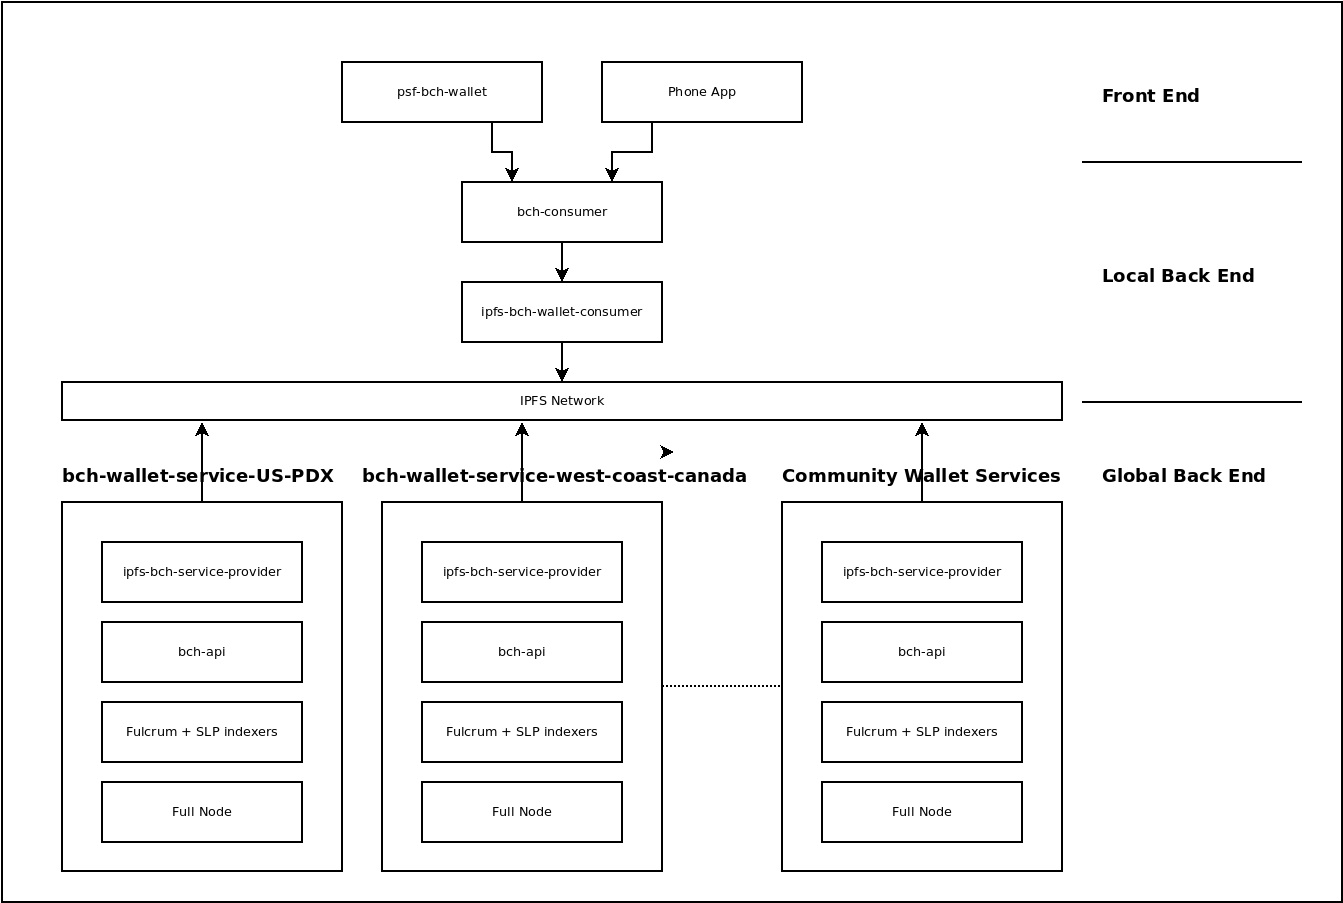 psf-bch-wallet
Phone App
Front End
bch-consumer
Local Back End
ipfs-bch-wallet-consumer
IPFS Network
bch-wallet-service-US-PDX
bch-wallet-service-west-coast-canada
Community Wallet Services
Global Back End
ipfs-bch-service-provider
ipfs-bch-service-provider
ipfs-bch-service-provider
bch-api
bch-api
bch-api
Fulcrum + SLP indexers
Fulcrum + SLP indexers
Fulcrum + SLP indexers
Full Node
Full Node
Full Node